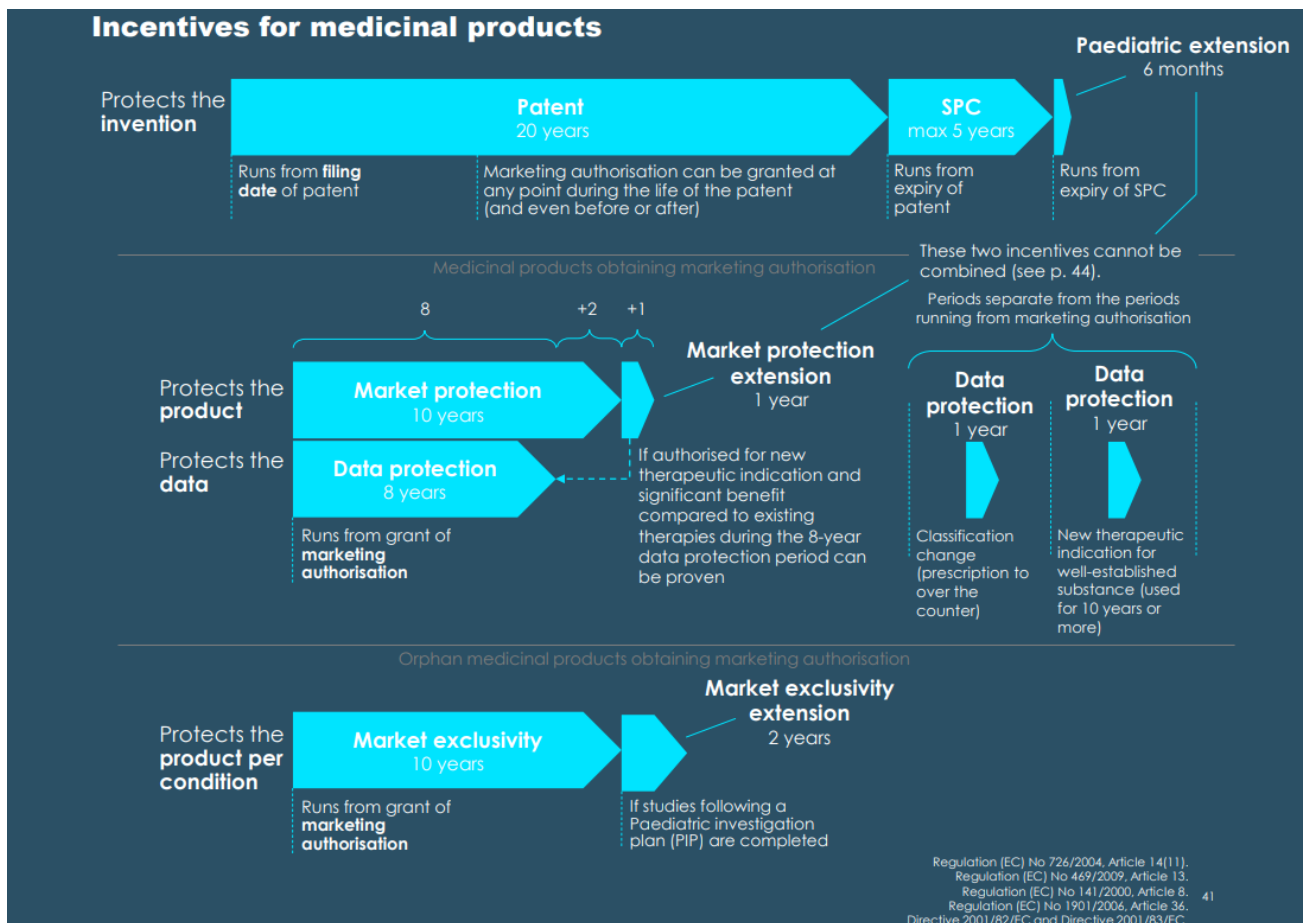 Incentives for medicinal products
Paediatric extension
6 months
Protects the
invention
Patent
20 years
SPC
max 5 years
Runs from filing
date of patent
Marketing authorisation can be granted at
any point during the life of the patent
(and even before or after)
Runs from
expiry of
patent
Runs from
expiry of SPC
These two incentives cannot be
combined (see p. 44).
Medicinal products obtaining marketing authorisation
Periods separate from the periods
running from marketing authorisation
8
+2
+1
Protects the
product
Market protection
10 years
Market protection
extension
1 year
Data
protection
1 year
Data
protection
1 year
Protects the
data
Data protection
8 years
Runs from grant of
marketing
authorisation
If authorised for new
therapeutic indication and
significant benefit
compared to existing
therapies during the 8-year
data protection period can
be proven
Classification
change
(prescription to
over the
counter)
New therapeutic
indication for
well-established
substance (used
for 10 years or
more)
Orphan medicinal products obtaining marketing authorisation
Protects the
product per
condition
Market exclusivity
10 years
Market exclusivity
extension
2 years
Runs from grant of
marketing
authorisation
If studies following a
Paediatric investigation
plan (PIP) are completed
Regulation (EC) No 726/2004, Article 14(11).
Regulation (EC) No 469/2009, Article 13.
Regulation (EC) No 141/2000, Article 8.
Regulation (EC) No 1901/2006, Article 36.
Directive 2001/82/EC and Directive 2001/83/EC
41